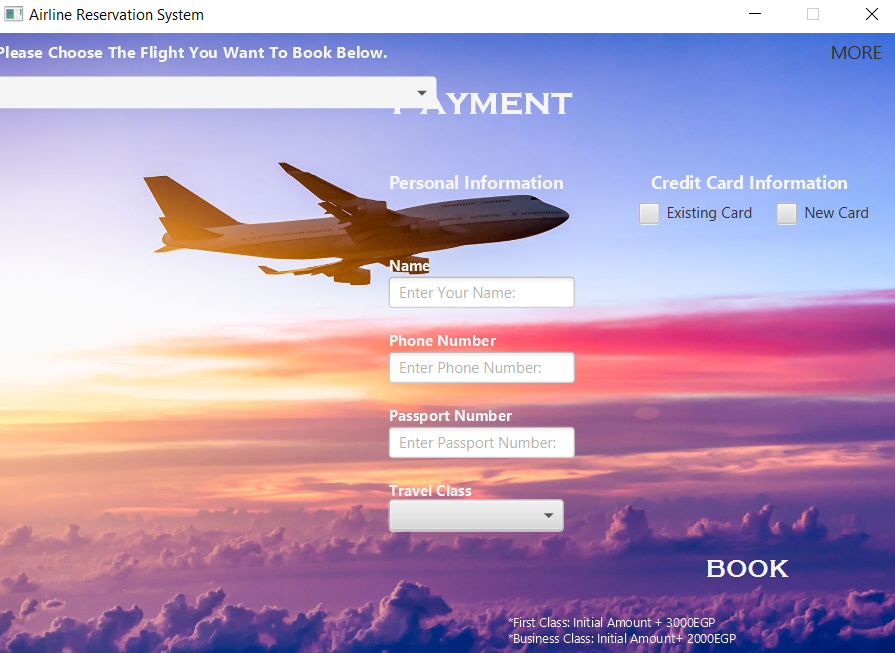 Airline Reservation System
Please Choose The Flight You Want To Book Below.
MORE
PAYMENT
Personal Information
Credit Card Information
Existing Card
New Card
Name
Enter Your Name:
Phone Number
Enter Phone Number:
Passport Number
Enter Passport Number:
Travel Class
BOOK
*First Class: Initial Amount + 3000EGP
*Business Class: Initial Amount+ 2000EGP